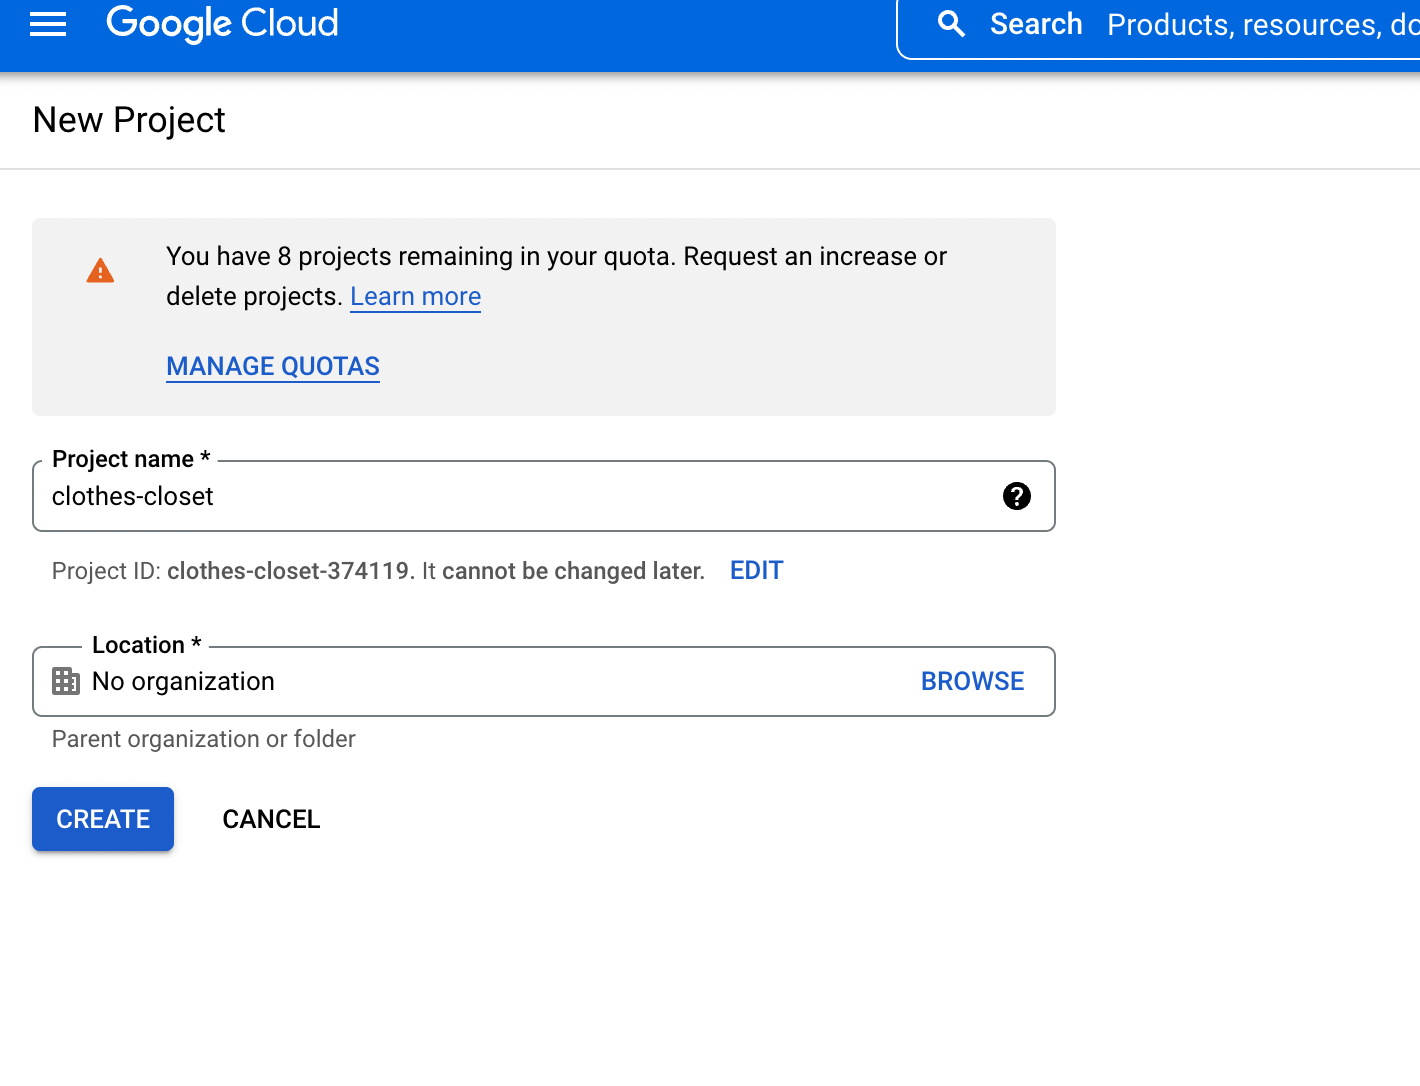 Google Cloud
Search Products, resources, do
New Project
You have 8 projects remaining in your quota. Request an increase or
delete projects. Learn more
MANAGE QUOTAS
Project name *
clothes-closet
Project ID: clothes-closet-374119. It cannot be changed later. EDIT
Location *
No organization BROWSE
Parent organization or folder
CREATE CANCEL